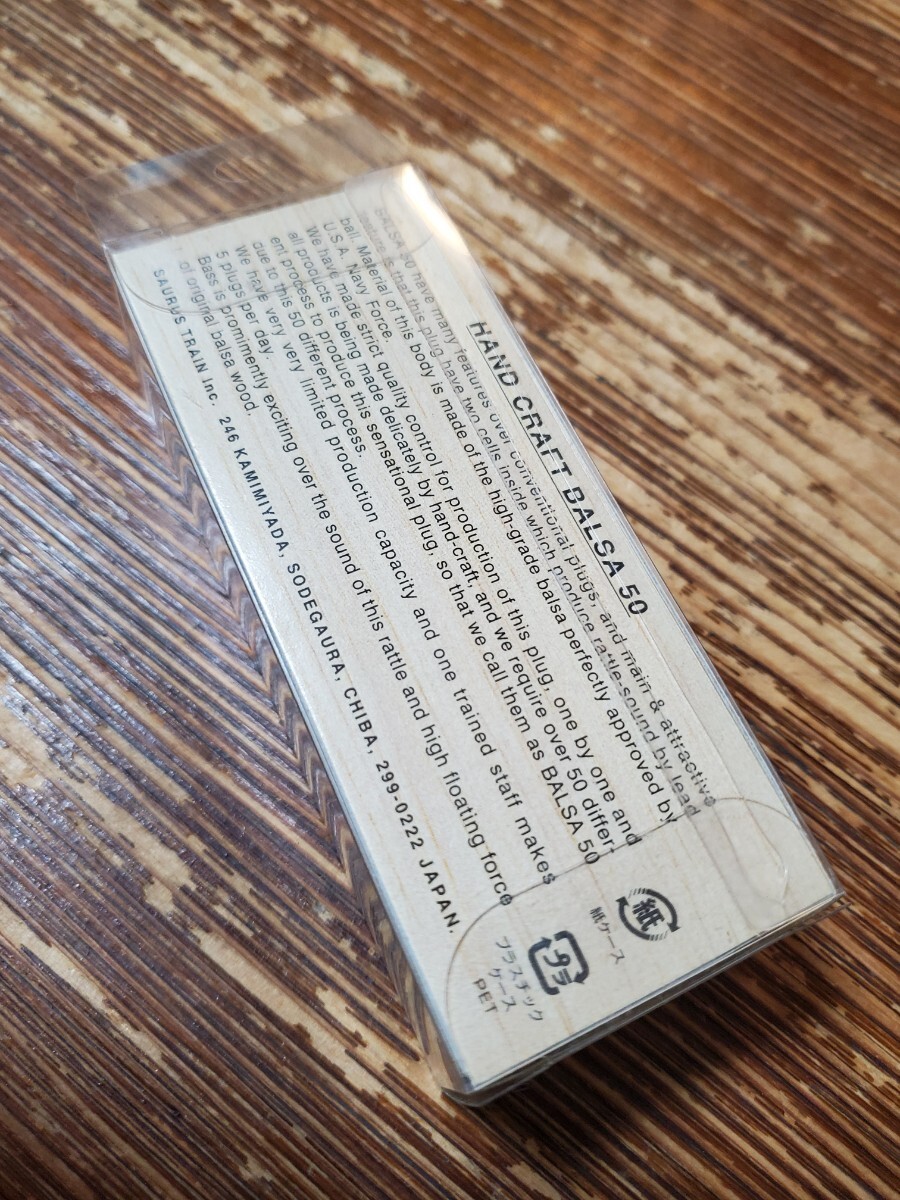 HAND CRAFT BALSA 50
BALSA 50 have many features over conventional plugs, and main & attractive
feature is that this plug have two cells inside which produce rattle-sound by lead
ball. Material of this body is made of the high-grade balsa perfectly approved by
U.S.A. Navy Force.
We have made strict quality control for production of this plug, one by one and
all products is being made delicately by hand-craft, and we require over 50 differ-
ent process to produce this sensational plug, so that we call them as BALSA 50
due to this 50 different process.
We have very very limited production capacity and one trained staff makes
5 plugs per day.
Bass is promimently exciting over the sound of this rattle and high floating force
of original balsa wood.
SAURUS TRAIN Inc. 246 KAMIMIYADA, SODEGAURA, CHIBA, 299-0222 JAPAN.
紙
紙ケース
プラ
プラスチック
ケース
PET